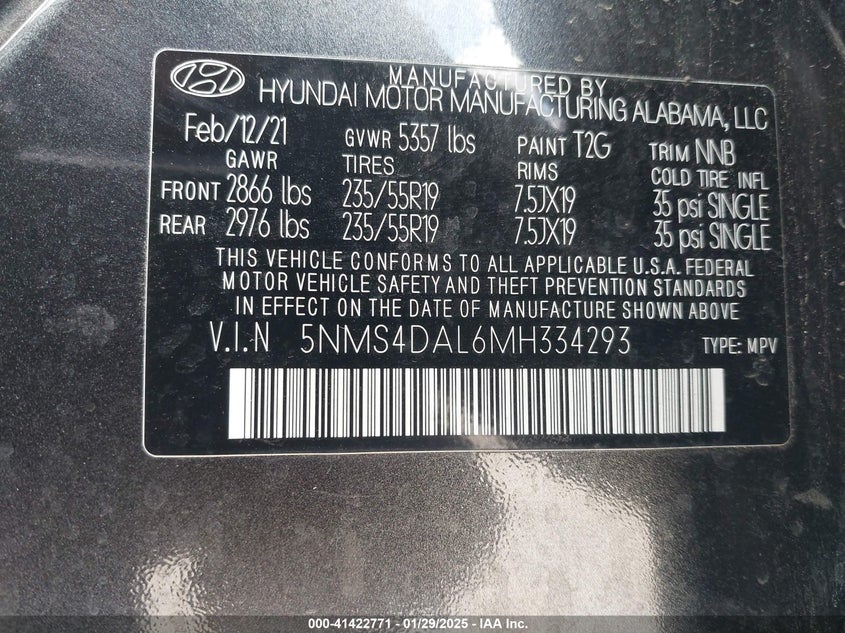 MANUFACTURED BY
HYUNDAI MOTOR MANUFACTURING ALABAMA, LLC
Feb/12/21 GVWR 5357 lbs PAINT T2G TRIM NNB
GAWR TIRES RIMS COLD TIRE INFL
FRONT 2866 lbs 235/55R19 7.5JX19 35 psi SINGLE
REAR 2976 lbs 235/55R19 7.5JX19 35 psi SINGLE
THIS VEHICLE CONFORMS TO ALL APPLICABLE U.S.A. FEDERAL
MOTOR VEHICLE SAFETY AND THEFT PREVENTION STANDARDS
IN EFFECT ON THE DATE OF MANUFACTURE SHOWN ABOVE
V.I.N 5NMS4DAL6MH334293 TYPE: MPV
000-41422771 - 01/29/2025 - IAA Inc.